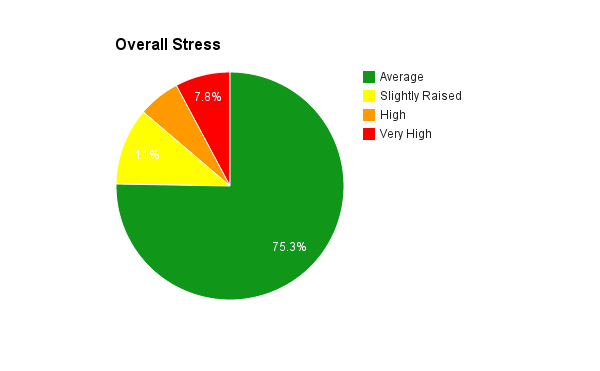 Overall Stress
Average
Slightly Raised
High
Very High
7.8%
11%
75.3%